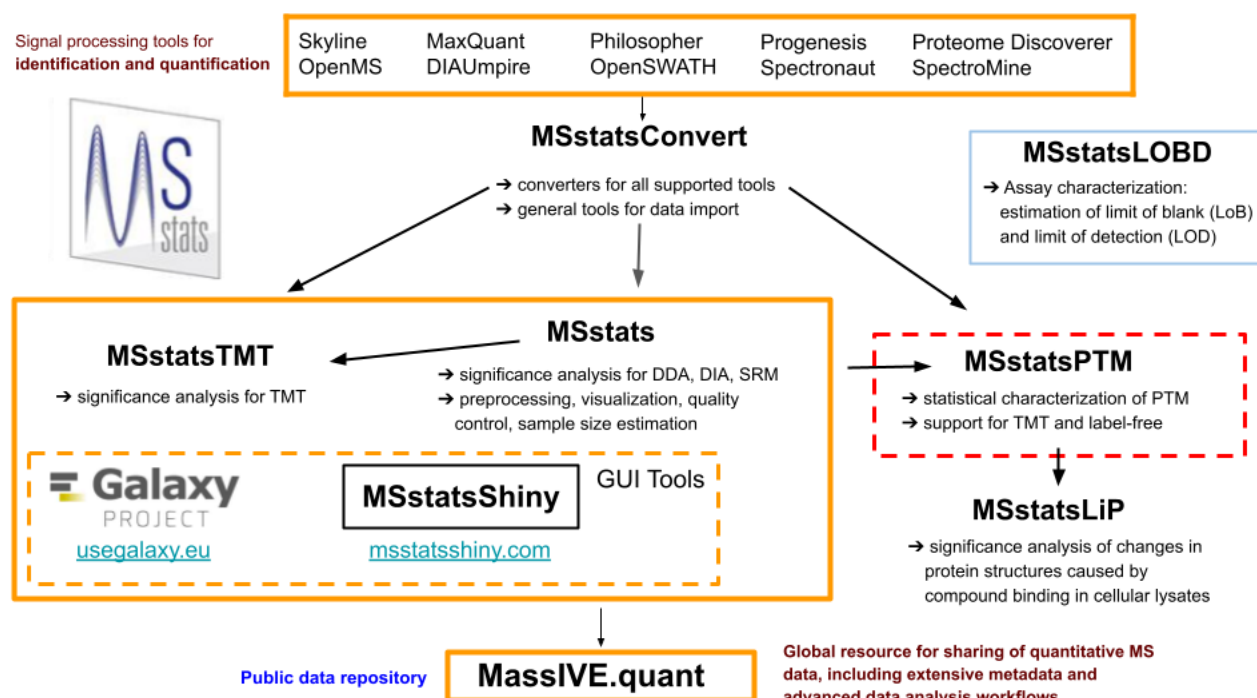 Signal processing tools for
identification and quantification
Skyline MaxQuant Philosopher Progenesis Proteome Discoverer
OpenMS DIAUmpire OpenSWATH Spectronaut SpectroMine
MS
stats
MSstatsConvert
➔ converters for all supported tools
➔ general tools for data import
MSstatsLOBD
➔ Assay characterization:
estimation of limit of blank (LoB)
and limit of detection (LOD)
MSstatsTMT
➔ significance analysis for TMT
MSstats
➔ significance analysis for DDA, DIA, SRM
➔ preprocessing, visualization, quality
control, sample size estimation
MSstatsPTM
➔ statistical characterization of PTM
➔ support for TMT and label-free
Galaxy
PROJECT
usegalaxy.eu
MSstatsShiny
msstatsshiny.com
GUI Tools
MSstatsLiP
➔ significance analysis of changes in
protein structures caused by
compound binding in cellular lysates
Public data repository
MassIVE.quant
Global resource for sharing of quantitative MS
data, including extensive metadata and
advanced data analysis workflows